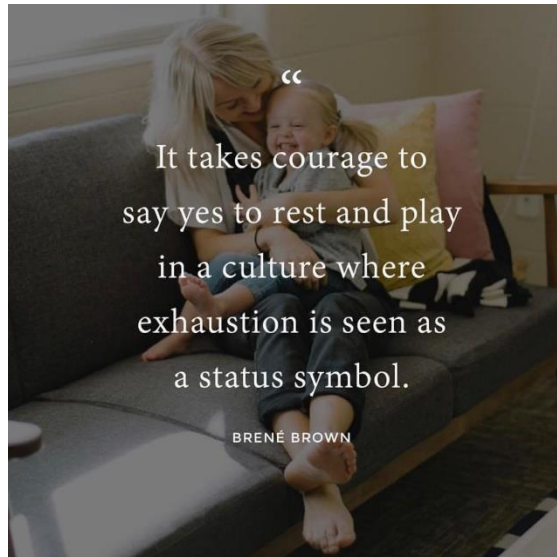 “
It takes courage to
say yes to rest and play
in a culture where
exhaustion is seen as
a status symbol.
BRENÉ BROWN